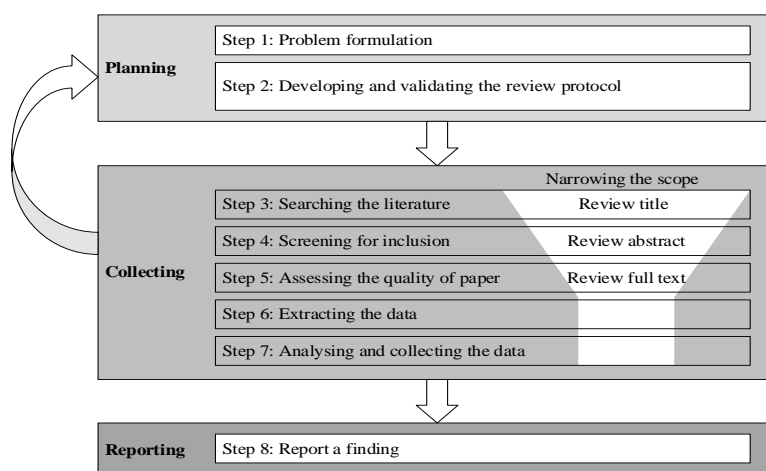 Planning
Step 1: Problem formulation
Step 2: Developing and validating the review protocol
Collecting
Narrowing the scope
Step 3: Searching the literature
Review title
Step 4: Screening for inclusion
Review abstract
Step 5: Assessing the quality of paper
Review full text
Step 6: Extracting the data
Step 7: Analysing and collecting the data
Reporting
Step 8: Report a finding